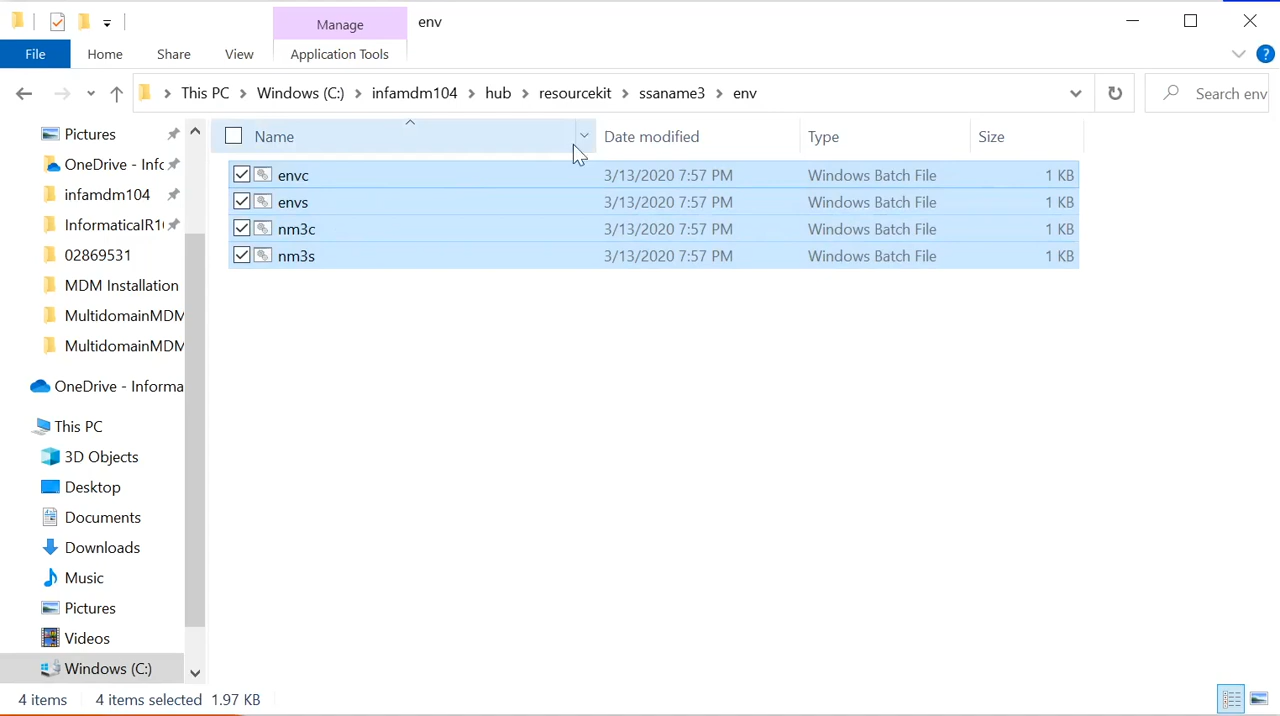 Manage
env
File
Home
Share
View
Application Tools
This PC
Windows (C:)
infamdm104
hub
resourcekit
ssaname3
env
Search env
Pictures
OneDrive - Info
infamdm104
InformaticaIR1
02869531
MDM Installation
MultidomainMDM
MultidomainMDM
OneDrive - Informa
This PC
3D Objects
Desktop
Documents
Downloads
Music
Pictures
Videos
Windows (C:)
Name Date modified Type Size
envc 3/13/2020 7:57 PM Windows Batch File 1 KB
envs 3/13/2020 7:57 PM Windows Batch File 1 KB
nm3c 3/13/2020 7:57 PM Windows Batch File 1 KB
nm3s 3/13/2020 7:57 PM Windows Batch File 1 KB
4 items 4 items selected 1.97 KB